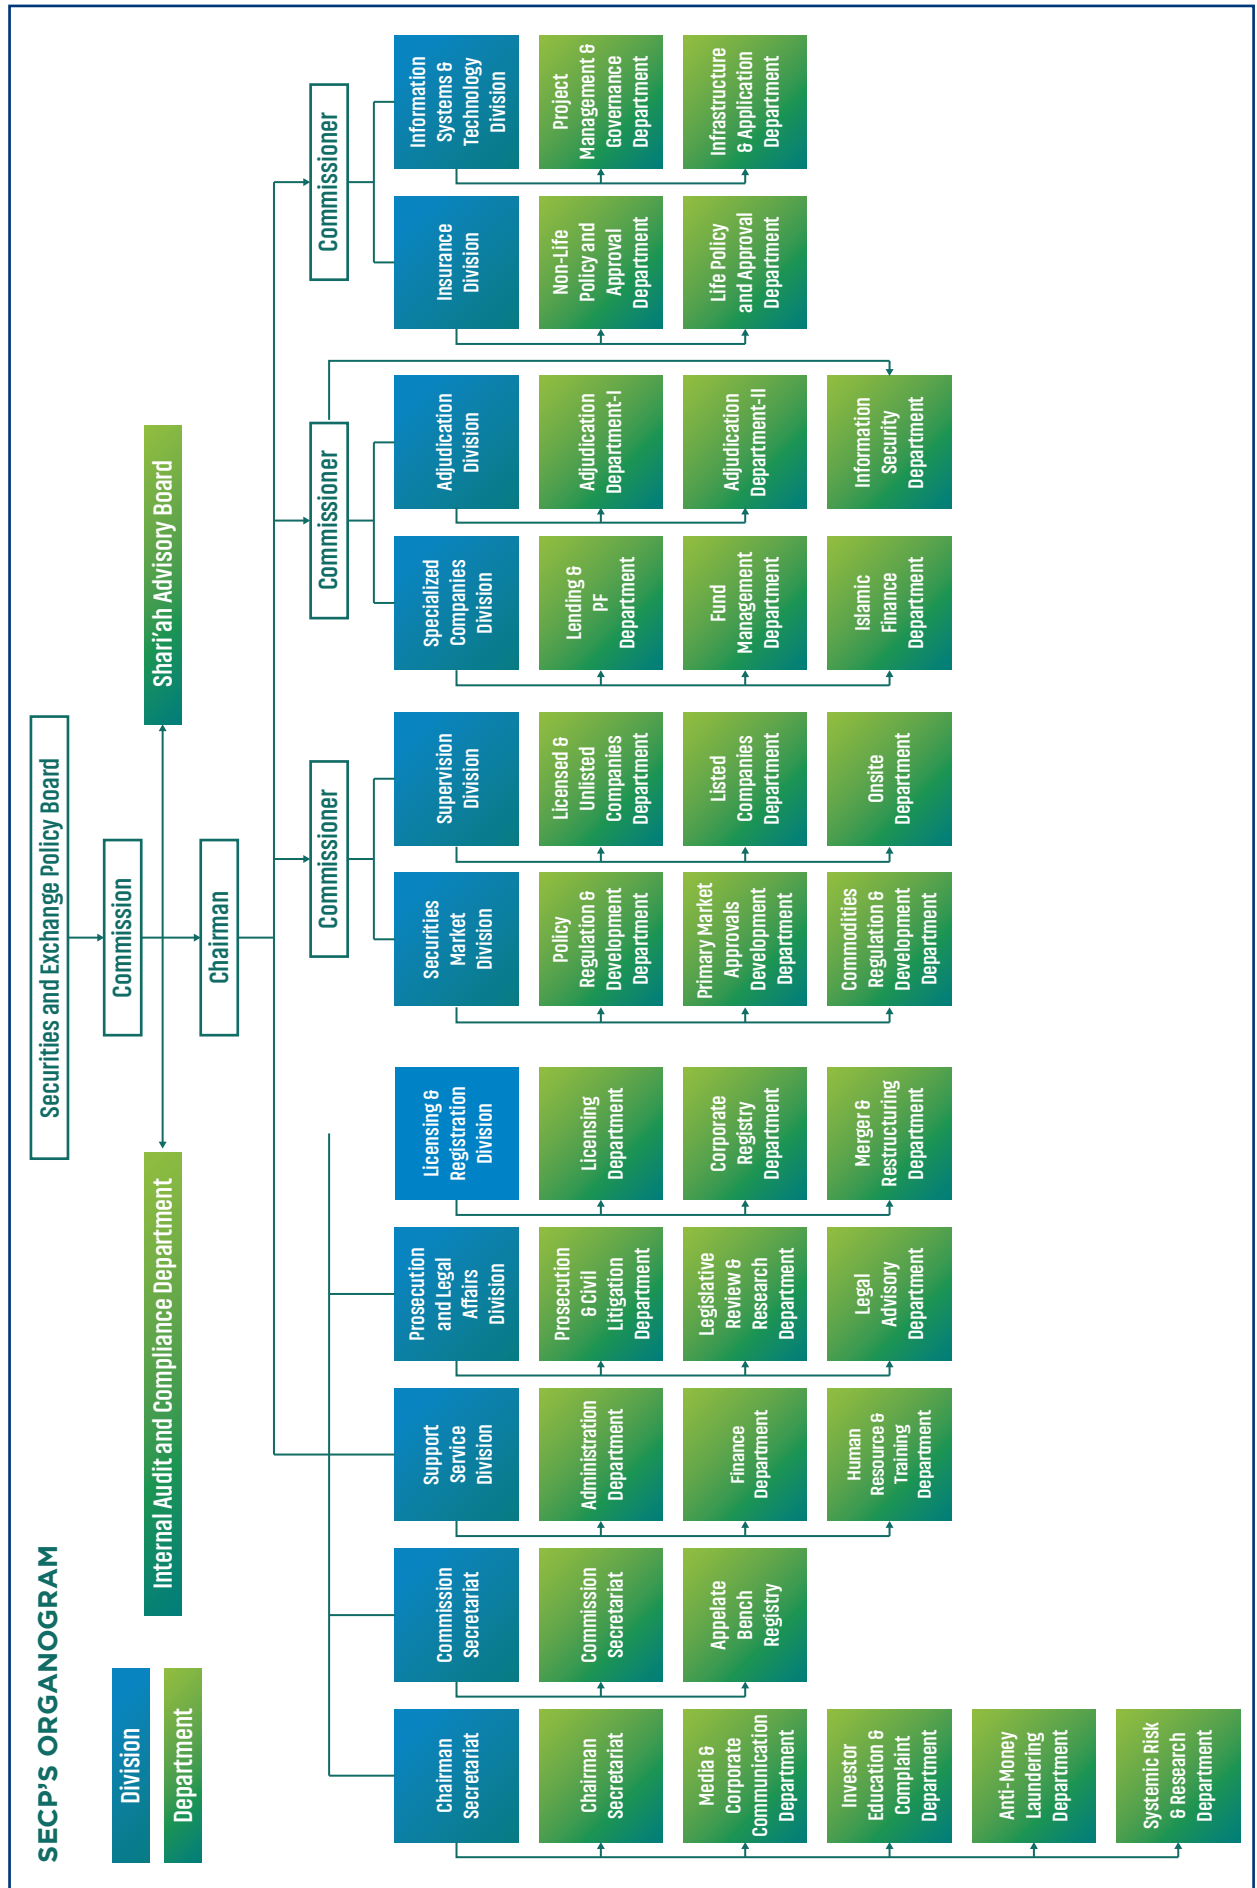 SECP'S ORGANOGRAM
Division
Department
Securities and Exchange Policy Board
Commission
Internal Audit and Compliance Department
Shari'ah Advisory Board
Chairman
Commissioner
Commissioner
Commissioner
Chairman
Secretariat
Chairman
Secretariat
Media &
Corporate
Communication
Department
Investor
Education &
Complaint
Department
Anti-Money
Laundering
Department
Systemic Risk
& Research
Department
Commission
Secretariat
Commission
Secretariat
Appelate
Bench
Registry
Support
Service
Division
Administration
Department
Finance
Department
Human
Resource &
Training
Department
Prosecution
and Legal
Affairs
Division
Prosecution
& Civil
Litigation
Department
Legislative
Review &
Research
Department
Legal
Advisory
Department
Licensing &
Registration
Division
Licensing
Department
Corporate
Registry
Department
Merger &
Restructuring
Department
Securities
Market
Division
Policy
Regulation &
Development
Department
Primary Market
Approvals
Development
Department
Commodities
Regulation &
Development
Department
Supervision
Division
Licensed &
Unlisted
Companies
Department
Listed
Companies
Department
Onsite
Department
Specialized
Companies
Division
Lending &
PF
Department
Fund
Management
Department
Islamic
Finance
Department
Adjudication
Division
Adjudication
Department-I
Adjudication
Department-II
Information
Security
Department
Insurance
Division
Non-Life
Policy and
Approval
Department
Life Policy
and Approval
Department
Information
Systems &
Technology
Division
Project
Management &
Governance
Department
Infrastructure
& Application
Department